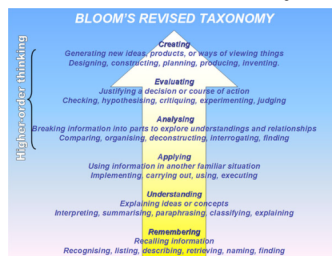 BLOOM'S REVISED TAXONOMY
Creating
Generating new ideas, products, or ways of viewing things
Designing, constructing, planning, producing, inventing.
Evaluating
Justifying a decision or course of action
Checking, hypothesising, critiquing, experimenting, judging
Analysing
Breaking information into parts to explore understandings and relationships
Comparing, organising, deconstructing, interrogating, finding
Applying
Using information in another familiar situation
Implementing, carrying out, using, executing
Understanding
Explaining ideas or concepts
Interpreting, summarising, paraphrasing, classifying, explaining
Remembering
Recalling information
Recognising, listing, describing, retrieving, naming, finding
Higher-order thinking